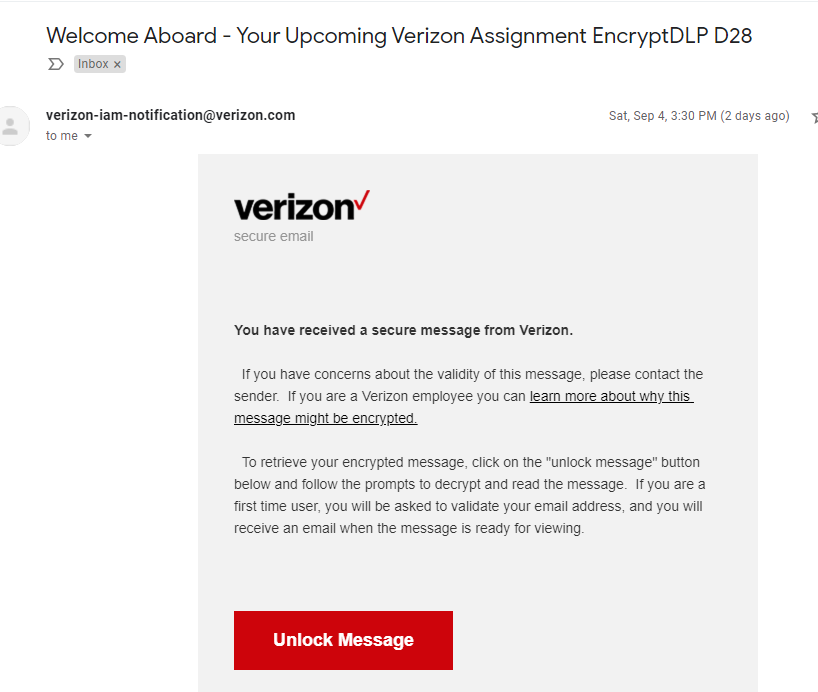 Welcome Aboard - Your Upcoming Verizon Assignment EncryptDLP D28
Inbox ×
verizon-iam-notification@verizon.com
Sat, Sep 4, 3:30 PM (2 days ago)
to me
verizon
secure email
You have received a secure message from Verizon.
If you have concerns about the validity of this message, please contact the
sender. If you are a Verizon employee you can learn more about why this
message might be encrypted.
To retrieve your encrypted message, click on the "unlock message" button
below and follow the prompts to decrypt and read the message. If you are a
first time user, you will be asked to validate your email address, and you will
receive an email when the message is ready for viewing.
Unlock Message